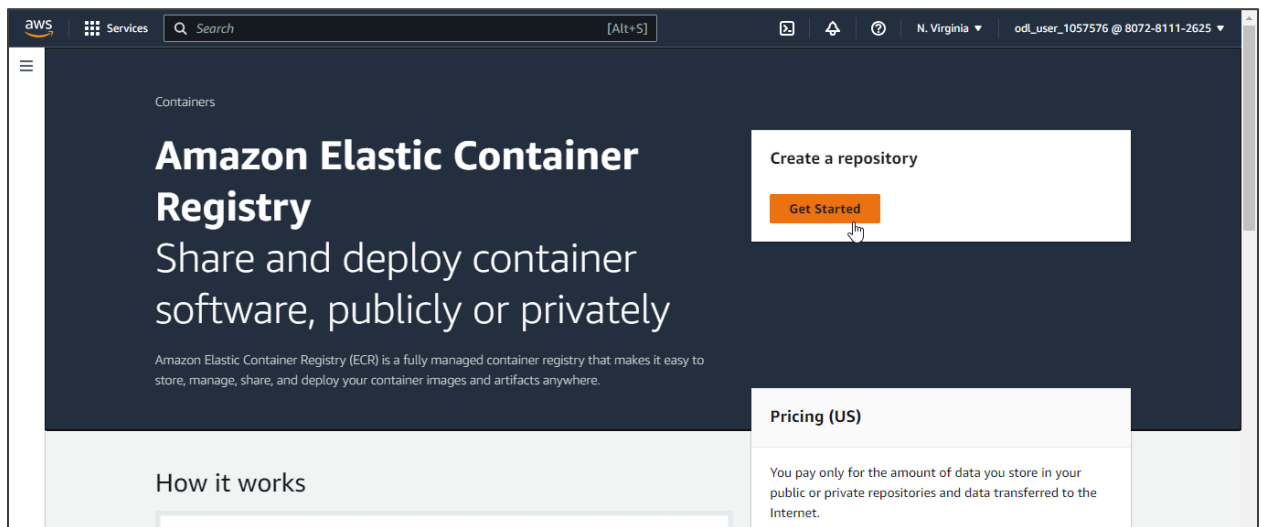 aws
Services
Search
[Alt+S]
N. Virginia ▼
odl_user_1057576 @ 8072-8111-2625 ▼
Containers
Amazon Elastic Container
Registry
Share and deploy container
software, publicly or privately
Amazon Elastic Container Registry (ECR) is a fully managed container registry that makes it easy to
store, manage, share, and deploy your container images and artifacts anywhere.
Create a repository
Get Started
Pricing (US)
You pay only for the amount of data you store in your
public or private repositories and data transferred to the
Internet.
How it works